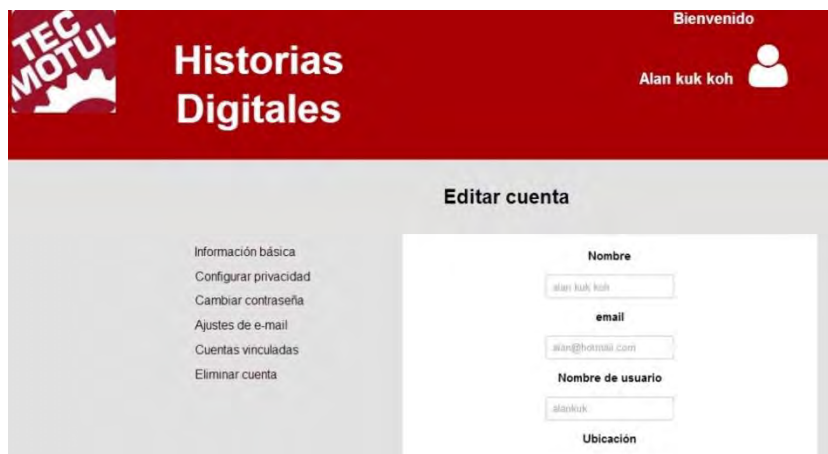 TEC
MOTUL
Historias
Digitales
Bienvenido
Alan kuk koh
Editar cuenta
Información básica
Configurar privacidad
Cambiar contraseña
Ajustes de e-mail
Cuentas vinculadas
Eliminar cuenta
Nombre
alan kuk koh
email
alan@hotmail.com
Nombre de usuario
alankuk
Ubicación